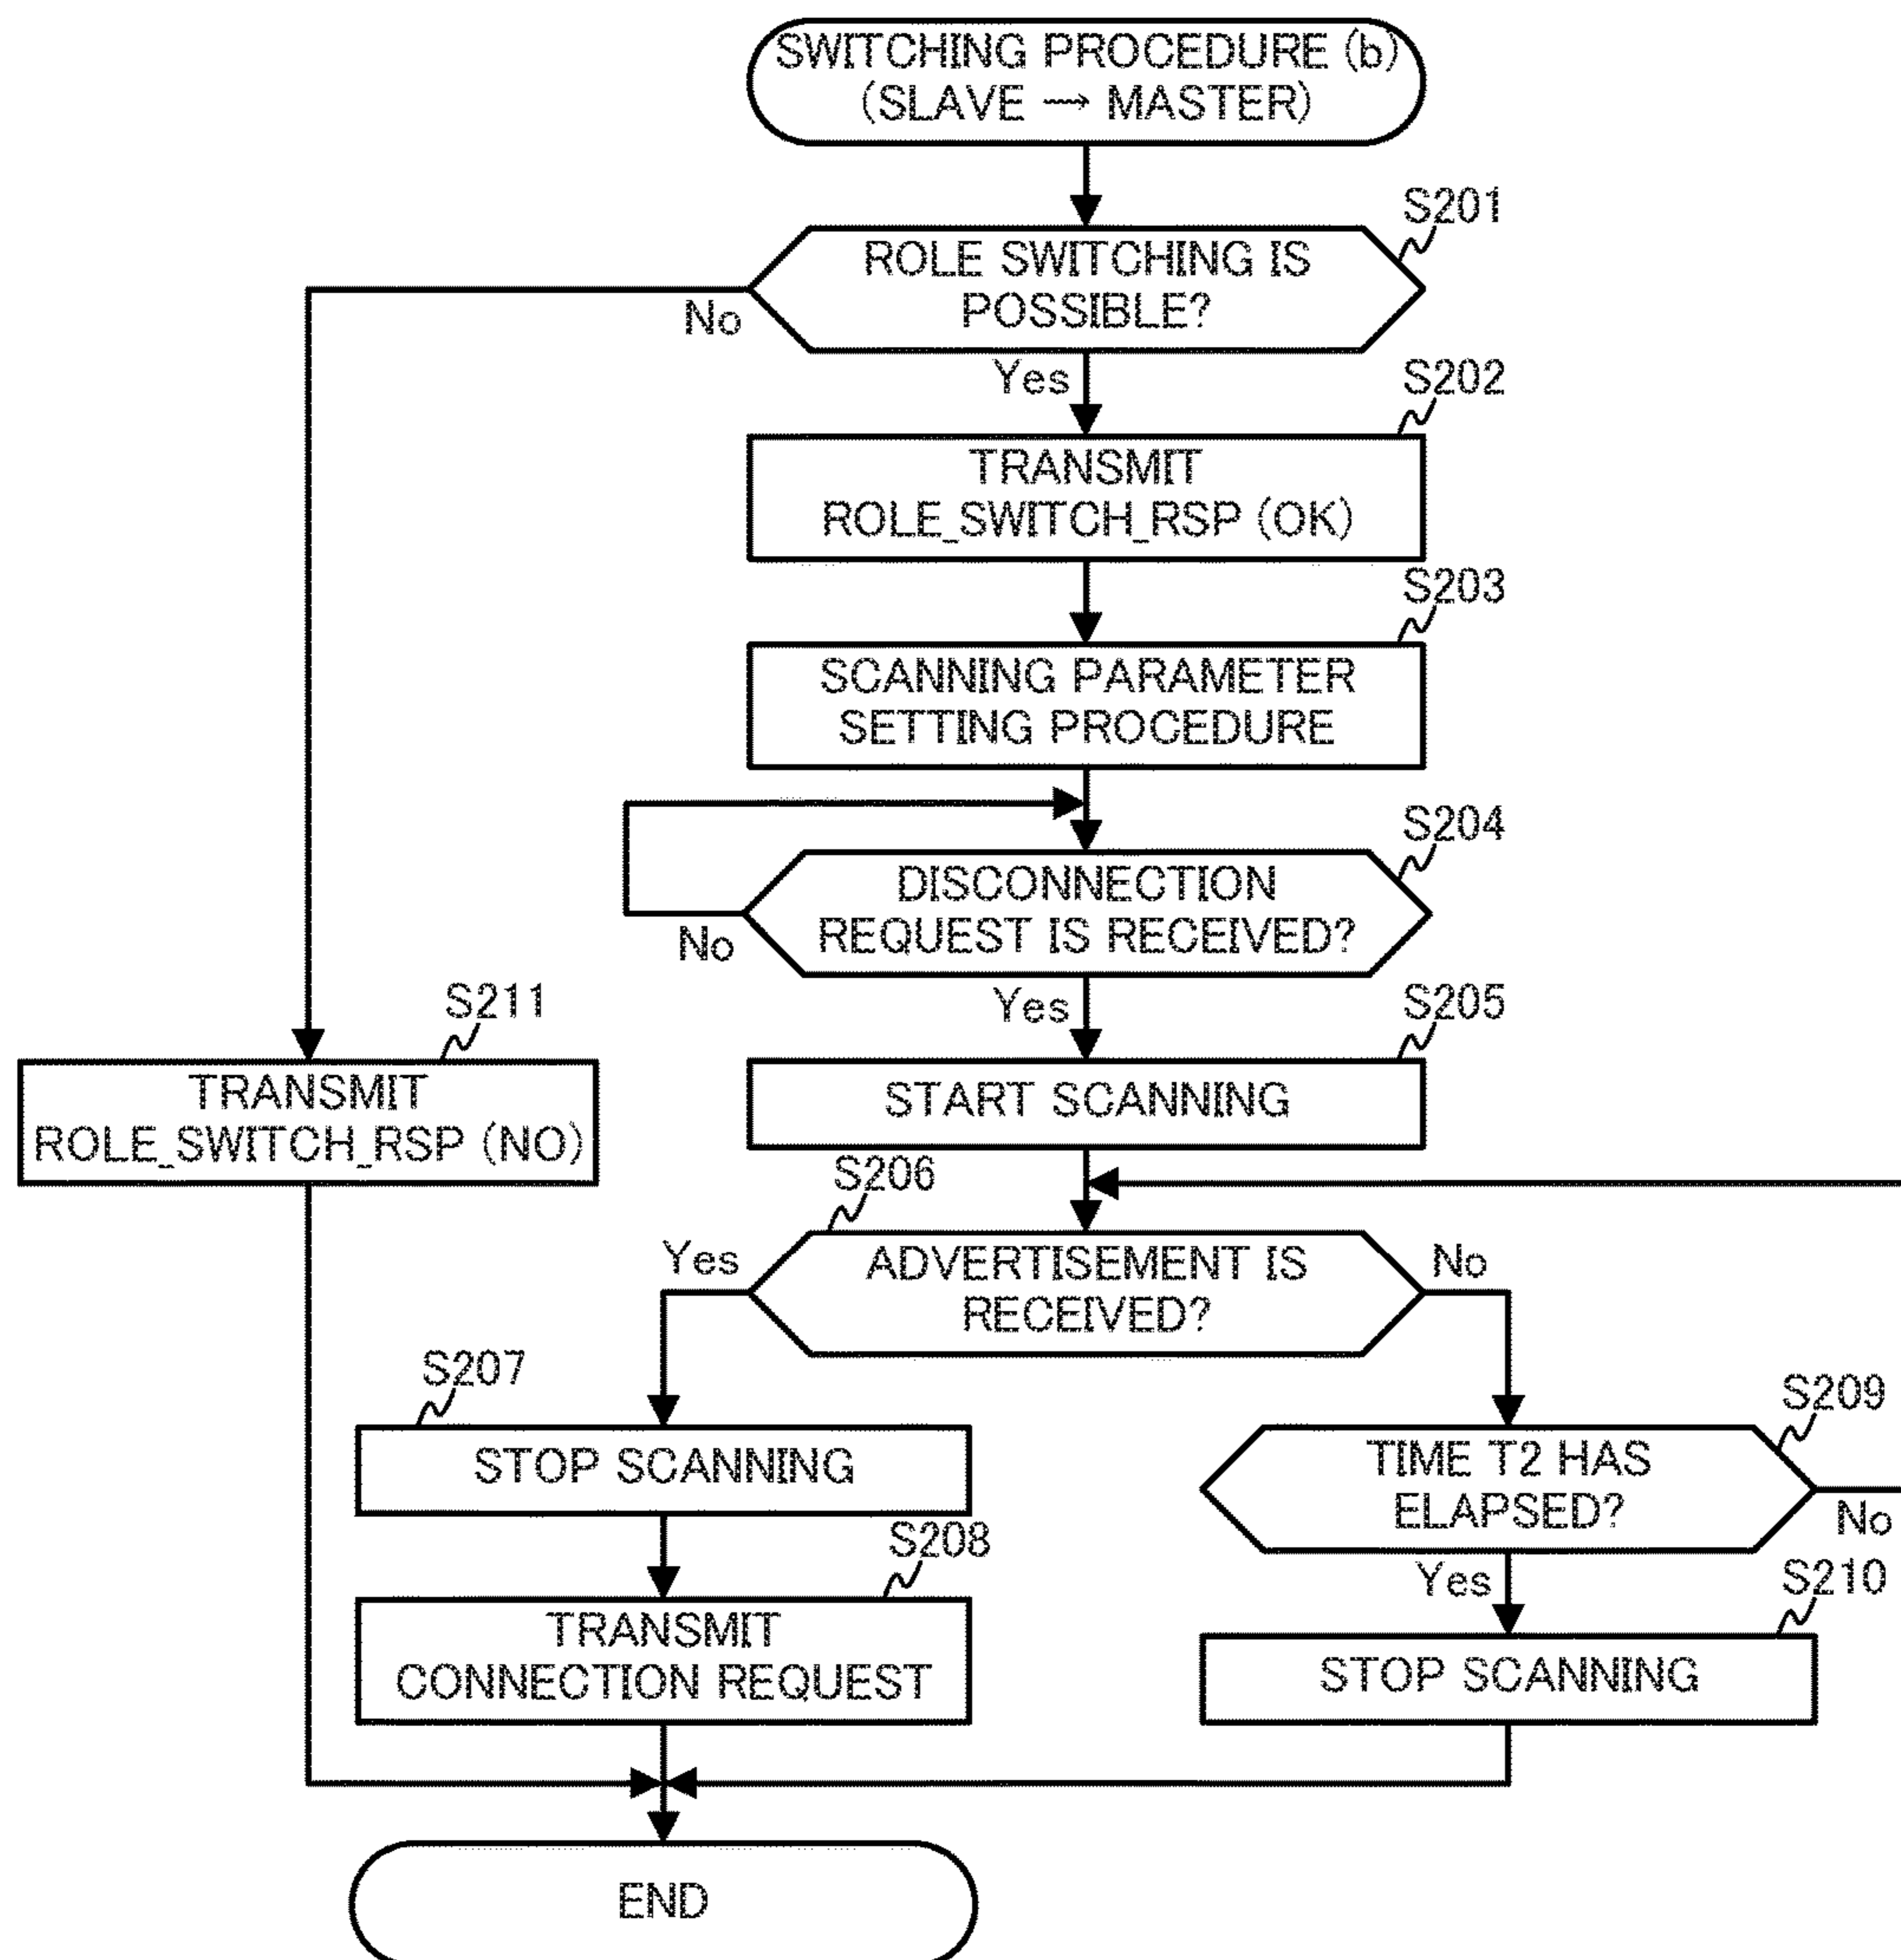 SWITCHING PROCEDURE (b)
(SLAVE → MASTER)
S201
ROLE SWITCHING IS
POSSIBLE?
No
Yes
S202
TRANSMIT
ROLE_SWITCH_RSP (OK)
S203
SCANNING PARAMETER
SETTING PROCEDURE
S204
DISCONNECTION
REQUEST IS RECEIVED?
No
Yes
S211
TRANSMIT
ROLE_SWITCH_RSP (NO)
S205
START SCANNING
S206
ADVERTISEMENT IS
RECEIVED?
Yes
No
S207
STOP SCANNING
S208
TRANSMIT
CONNECTION REQUEST
S209
TIME T2 HAS
ELAPSED?
No
Yes
S210
STOP SCANNING
END